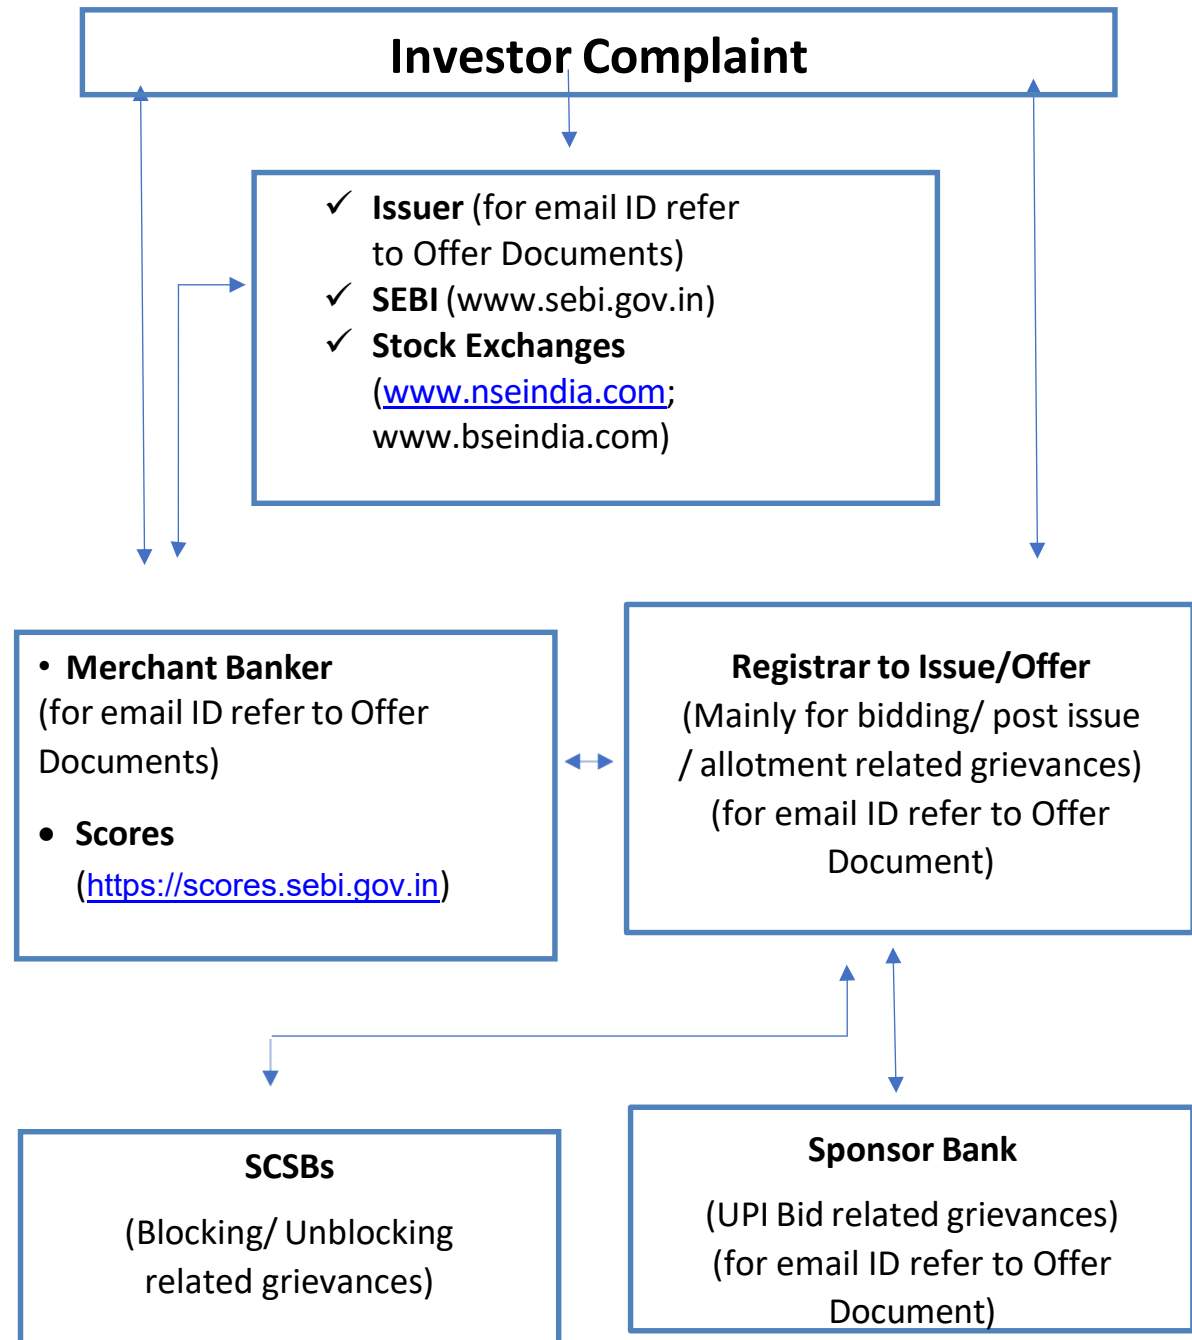 Investor Complaint
✓ Issuer (for email ID refer
to Offer Documents)
✓ SEBI (www.sebi.gov.in)
✓ Stock Exchanges
(www.nseindia.com;
www.bseindia.com)
• Merchant Banker
(for email ID refer to Offer
Documents)
• Scores
(https://scores.sebi.gov.in)
Registrar to Issue/Offer
(Mainly for bidding/ post issue
/ allotment related grievances)
(for email ID refer to Offer
Document)
SCSBs
(Blocking/ Unblocking
related grievances)
Sponsor Bank
(UPI Bid related grievances)
(for email ID refer to Offer
Document)